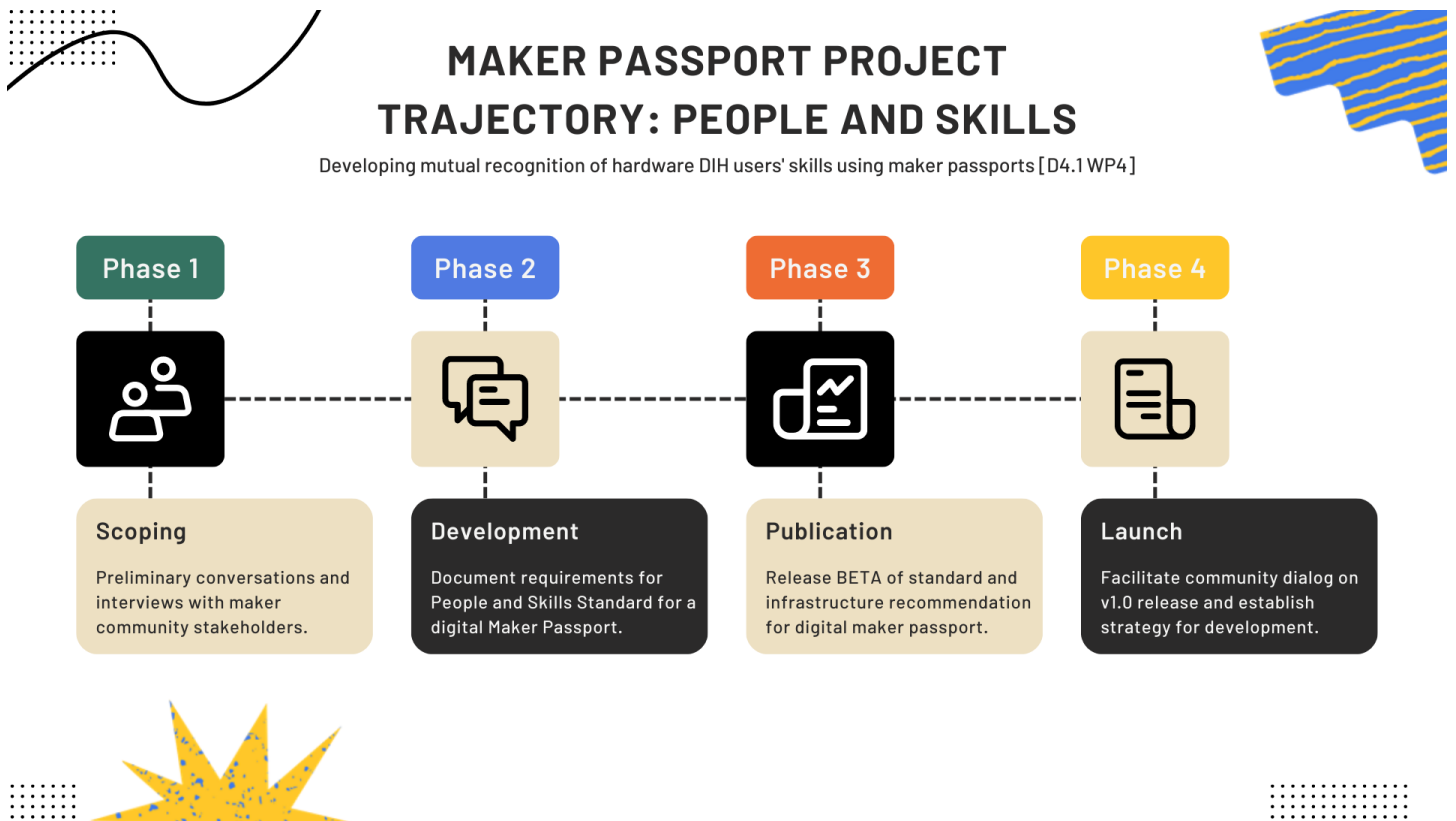 MAKER PASSPORT PROJECT
TRAJECTORY: PEOPLE AND SKILLS
Developing mutual recognition of hardware DIH users' skills using maker passports [D4.1 WP4]
Phase 1
Phase 2
Phase 3
Phase 4
Scoping
Preliminary conversations and
interviews with maker
community stakeholders.
Development
Document requirements for
People and Skills Standard for a
digital Maker Passport.
Publication
Release BETA of standard and
infrastructure recommendation
for digital maker passport.
Launch
Facilitate community dialog on
v1.0 release and establish
strategy for development.